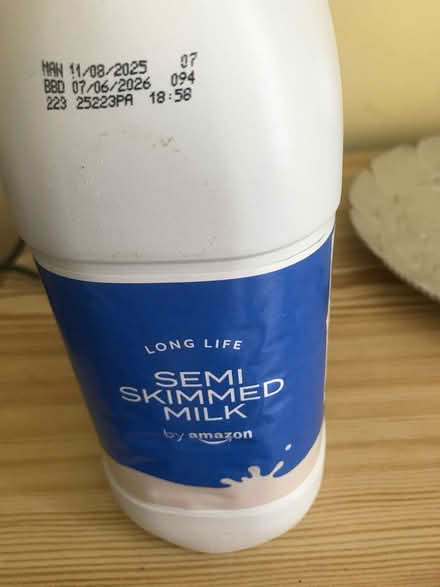 MAN 11/08/2025 07
BBD 07/06/2026 094
223 25223PA 18:58
LONG LIFE
SEMI
SKIMMED
MILK
by amazon